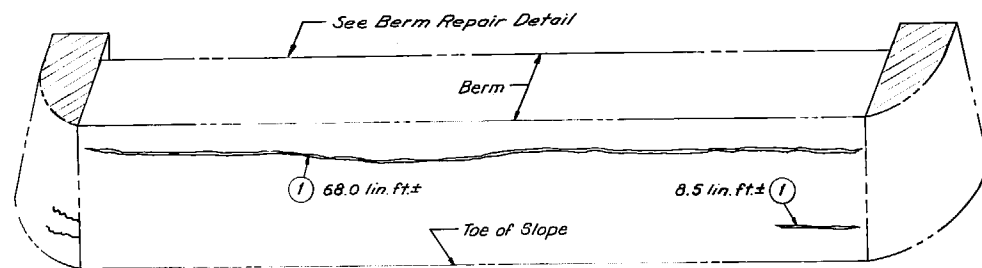 See Berm Repair Detail
Berm
1 68.0 lin.ft.±
8.5 lin.ft.± 1
Toe of Slope